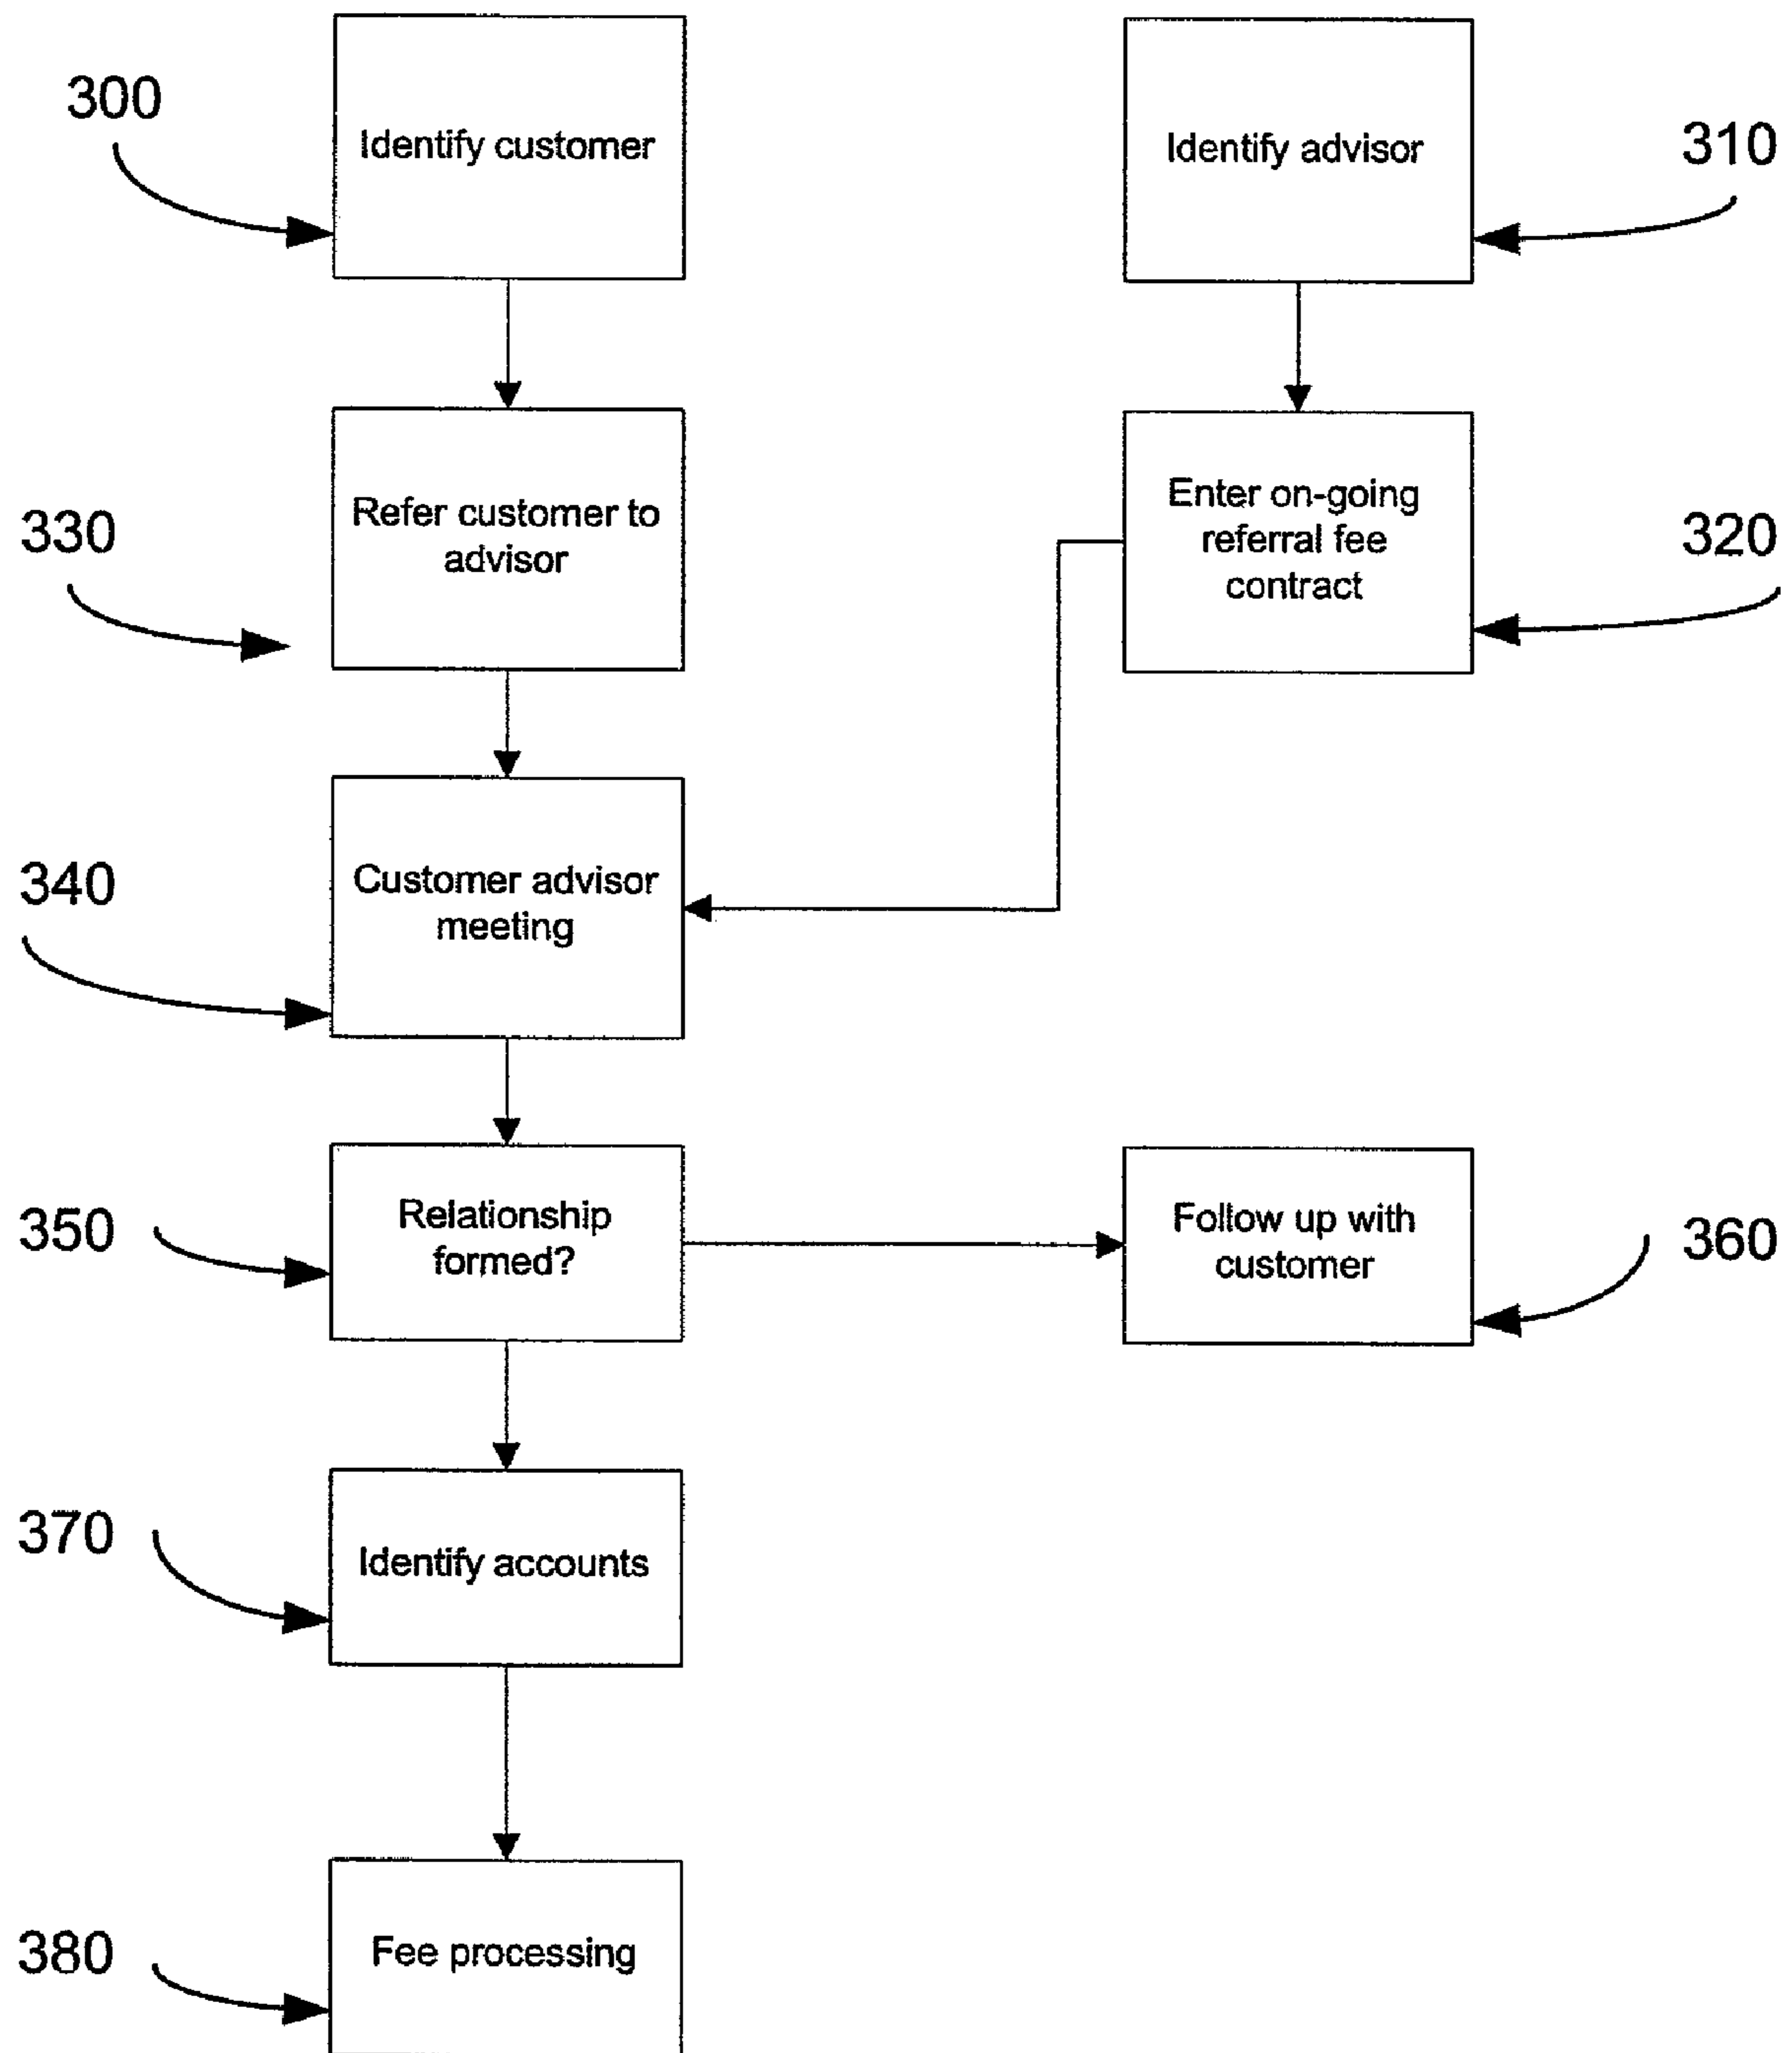 300
Identify customer
Identify advisor
310
330
Refer customer to
advisor
Enter on-going
referral fee
contract
320
340
Customer advisor
meeting
350
Relationship
formed?
Follow up with
customer
360
370
Identify accounts
380
Fee processing